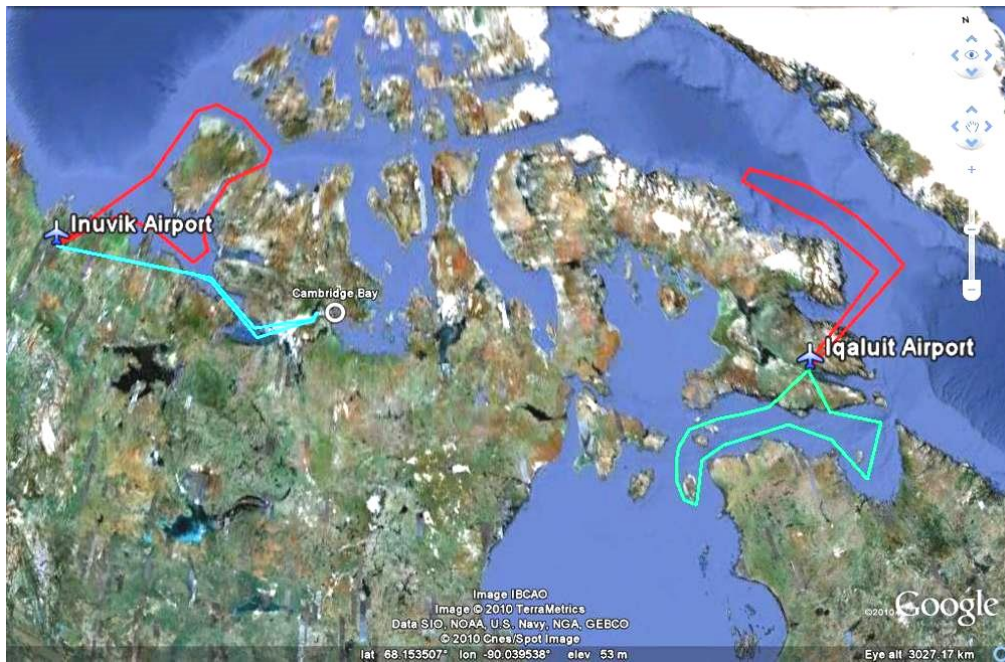 N
Inuvik Airport
Cambridge Bay
Iqaluit Airport
Image IBCAO
Image © 2010 TerraMetrics
Data SIO, NOAA, U.S. Navy, NGA, GEBCO
© 2010 Cnes/Spot Image
©2010 Google
lat 68.153507° lon -90.039538° elev 53 m
Eye alt 3027.17 km